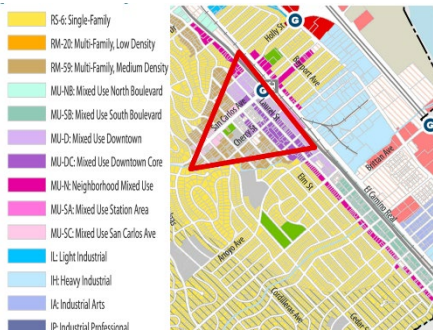 RS-6: Single-Family
RM-20: Multi-Family, Low Density
RM-59: Multi-Family, Medium Density
MU-NB: Mixed Use North Boulevard
MU-SB: Mixed Use South Boulevard
MU-D: Mixed Use Downtown
MU-DC: Mixed Use Downtown Core
MU-N: Neighborhood Mixed Use
MU-SA: Mixed Use Station Area
MU-SC: Mixed Use San Carlos Ave
IL: Light Industrial
IH: Heavy Industrial
IA: Industrial Arts
IP: Industrial Professional
Holly St
G
Bayport Ave
G
San Carlos Ave
Laurel St
Cherry St
G
Brittan Ave
Elm St
El Camino Real
Arroyo Ave
Cordilleras Ave
Cedar